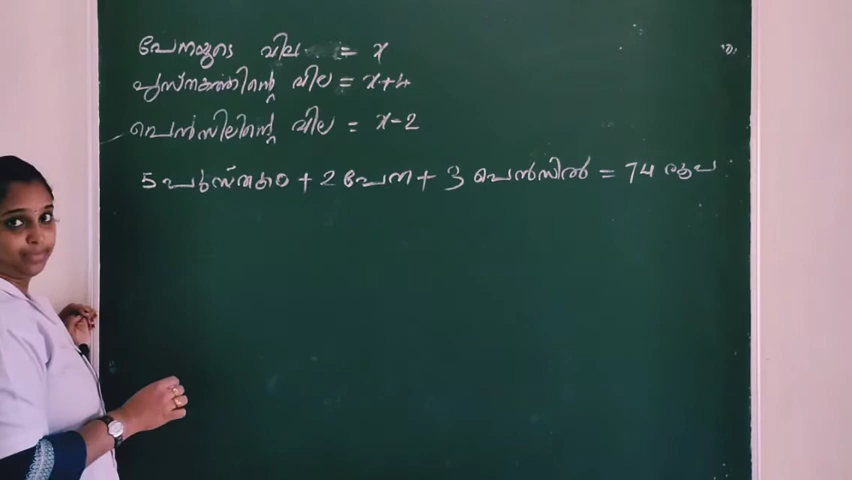 പേനയുടെ വില = x
പുസ്തകത്തിന്റെ വില = x+4
പെൻസിലിന്റെ വില = x-2
5 പുസ്തകം + 2 പേന + 3 പെൻസിൽ = 74 രൂപ